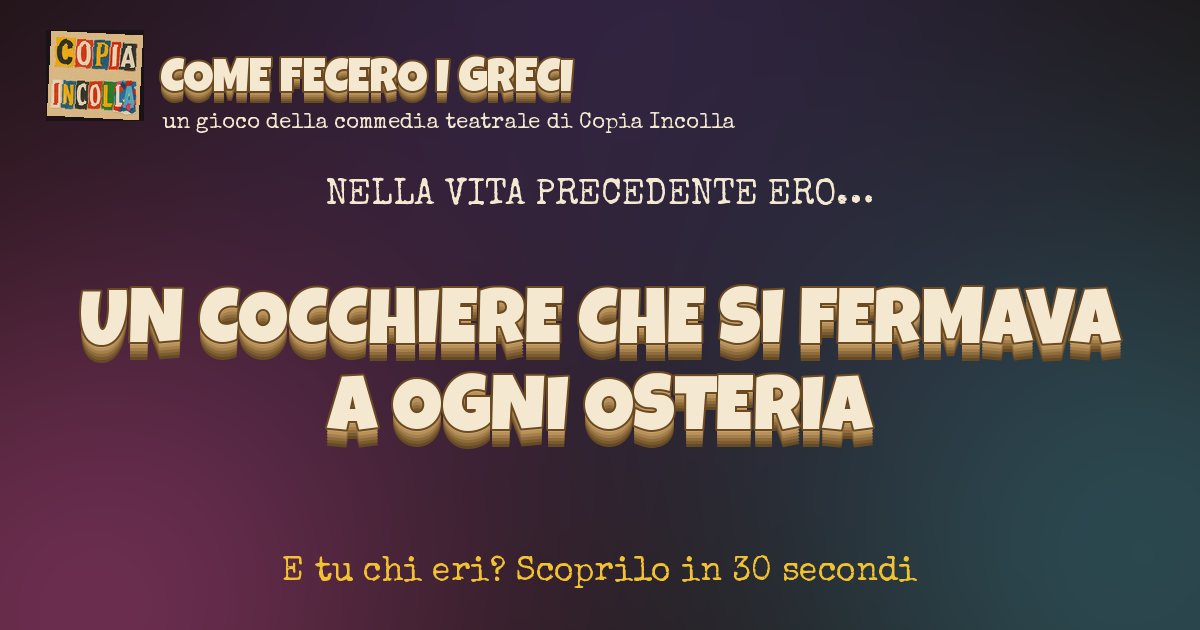 COPIA
INCOLLA
COME FECERO I GRECI
un gioco della commedia teatrale di Copia Incolla
NELLA VITA PRECEDENTE ERO...
UN COCCHIERE CHE SI FERMAVA
A OGNI OSTERIA
E tu chi eri? Scoprilo in 30 secondi